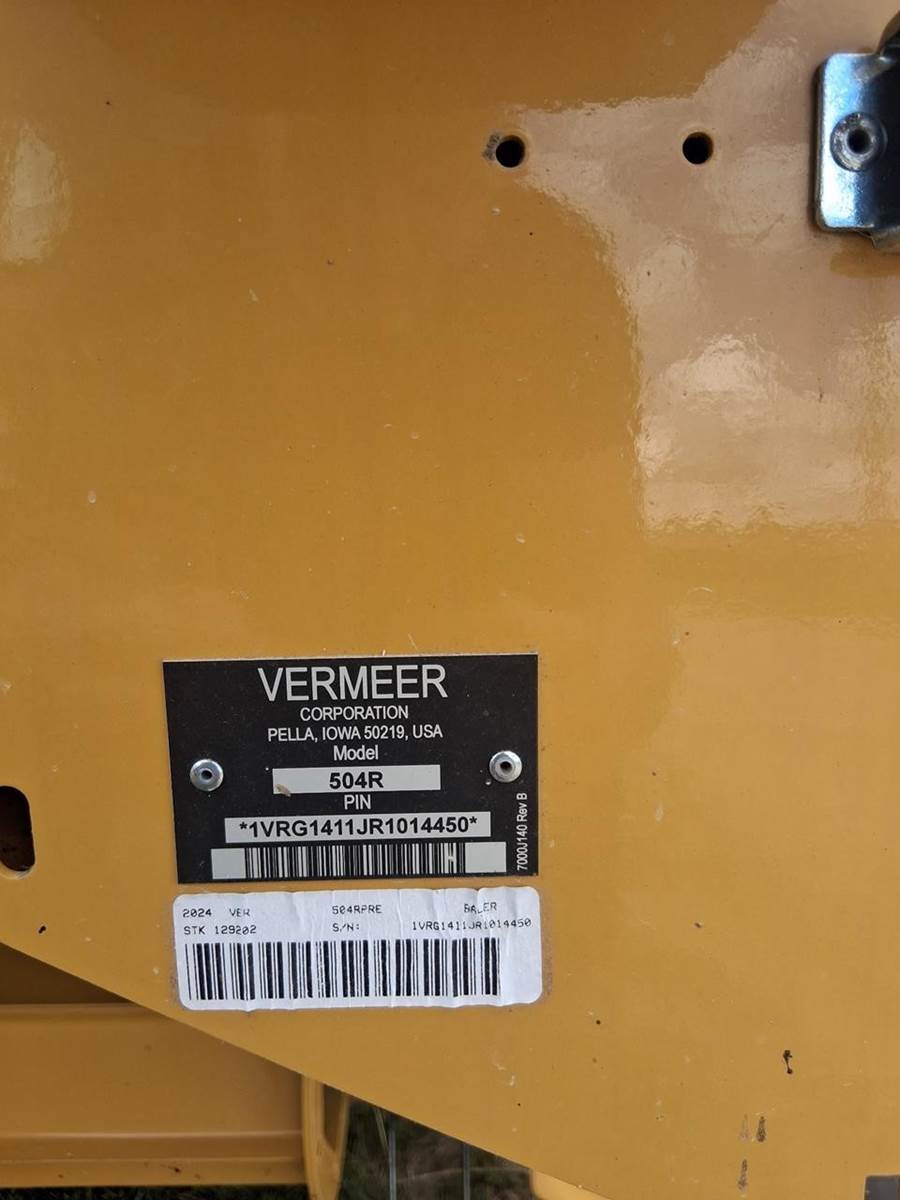 VERMEER
CORPORATION
PELLA, IOWA 50219, USA
Model
504R
PIN
*1VRG1411JR1014450*
7000J140 Rev B
2024 VER 504RPRE BALER
STK 129202 S/N: 1VRG1411JR1014450